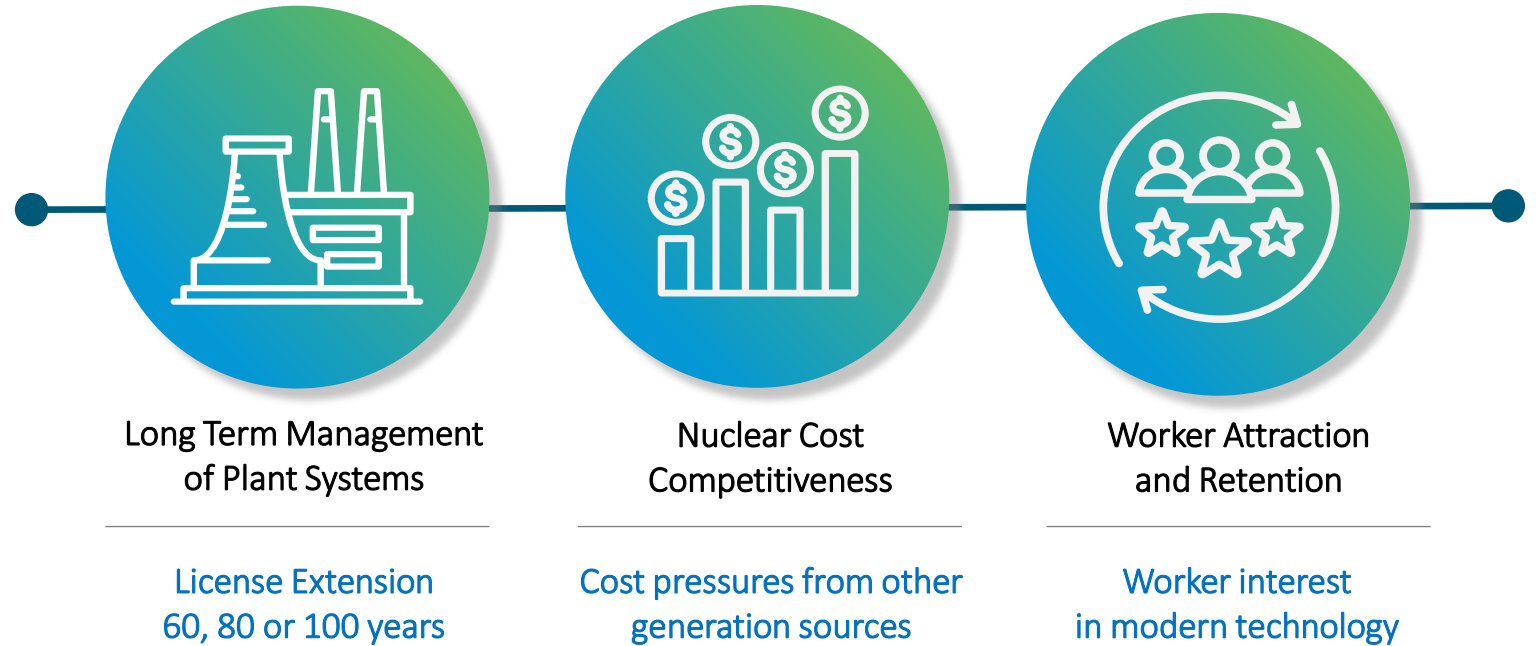 Long Term Management
of Plant Systems
License Extension
60, 80 or 100 years
Nuclear Cost
Competitiveness
Cost pressures from other
generation sources
Worker Attraction
and Retention
Worker interest
in modern technology